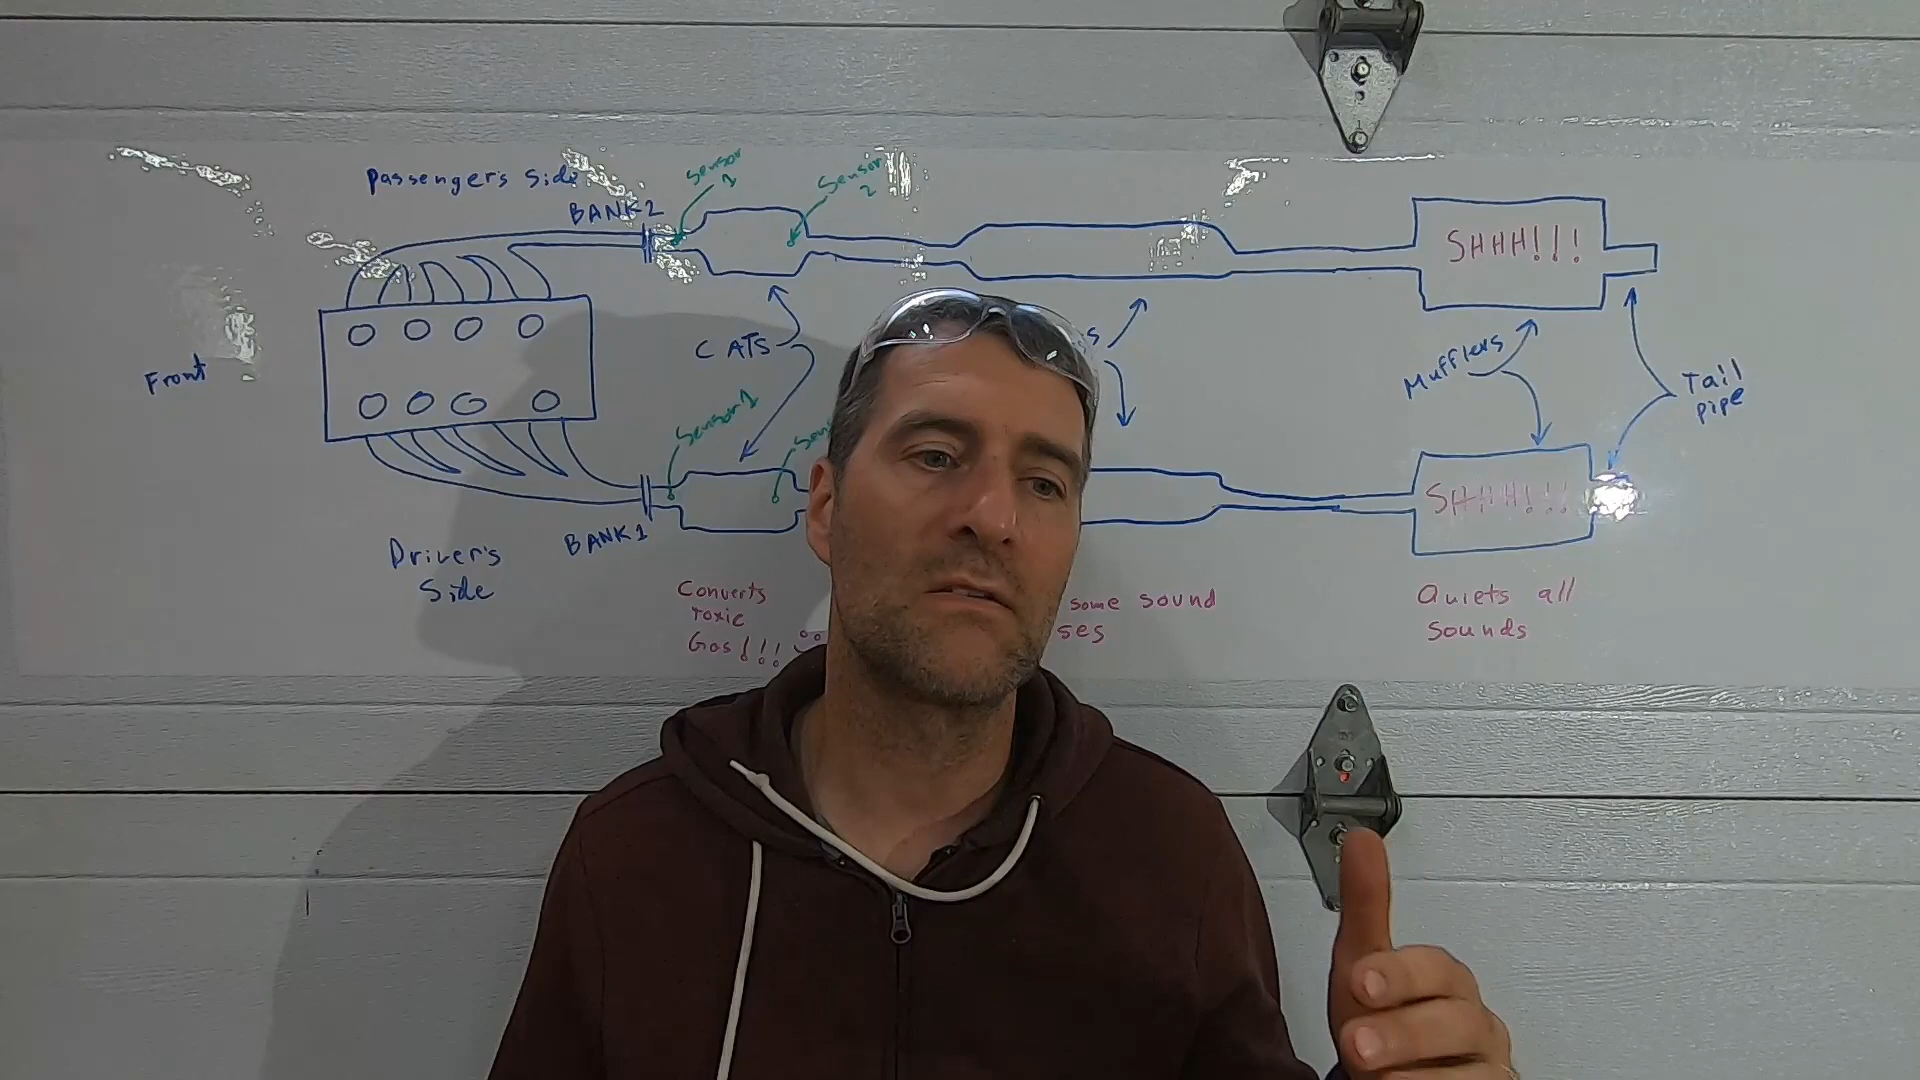 Passenger's Side
BANK 2
Sensor
1
Sensor
2
SHHH!!!
Front
CATS
Mufflers
Tail
pipe
Sensor 1
SHHH!!!
BANK 1
Driver's
Side
Converts
Toxic
Gas!!!
some sound
Quiets all
Sounds